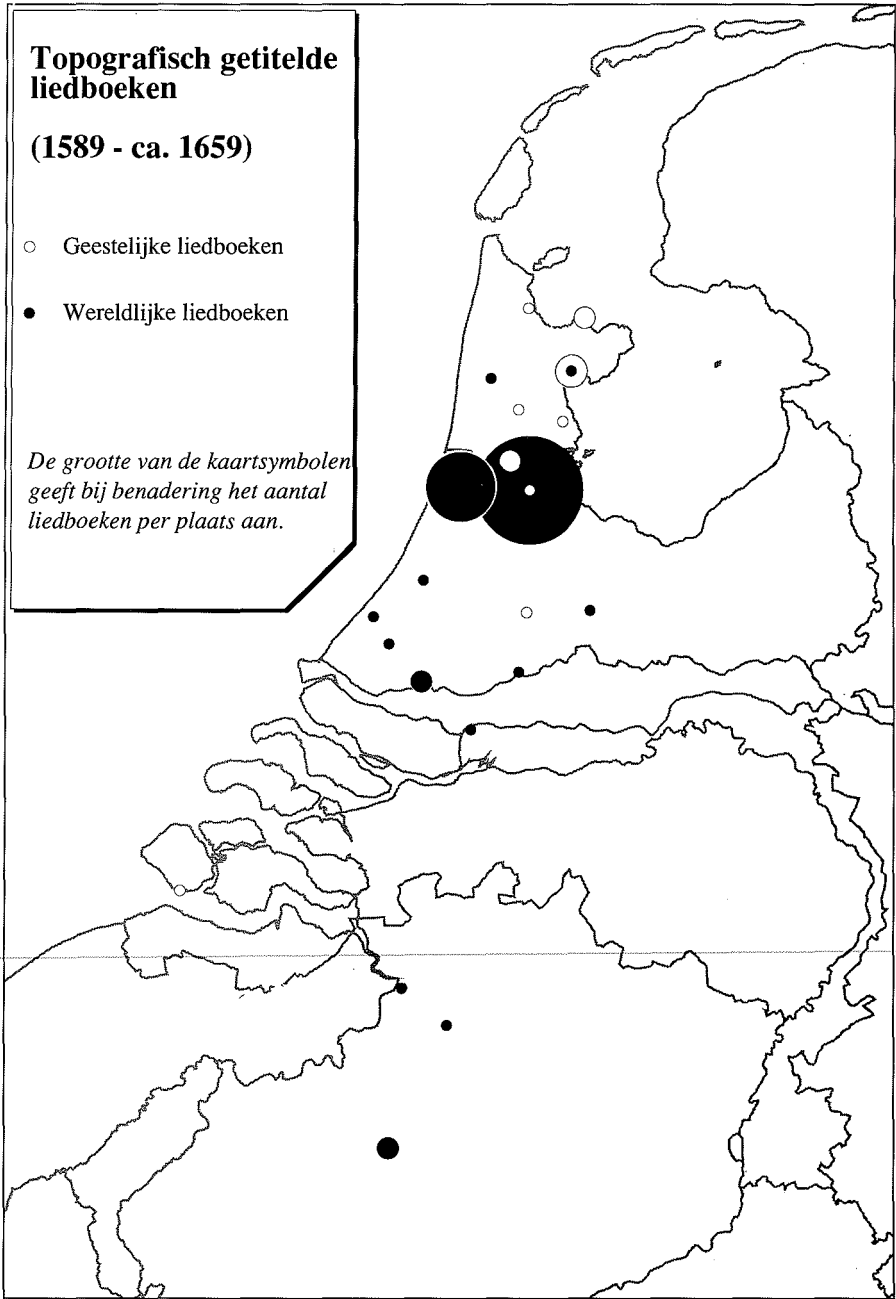 Topografisch getitelde
liedboeken
(1589 - ca. 1659)
Geestelijke liedboeken
Wereldlijke liedboeken
De grootte van de kaartsymbolen
geeft bij benadering het aantal
liedboeken per plaats aan.